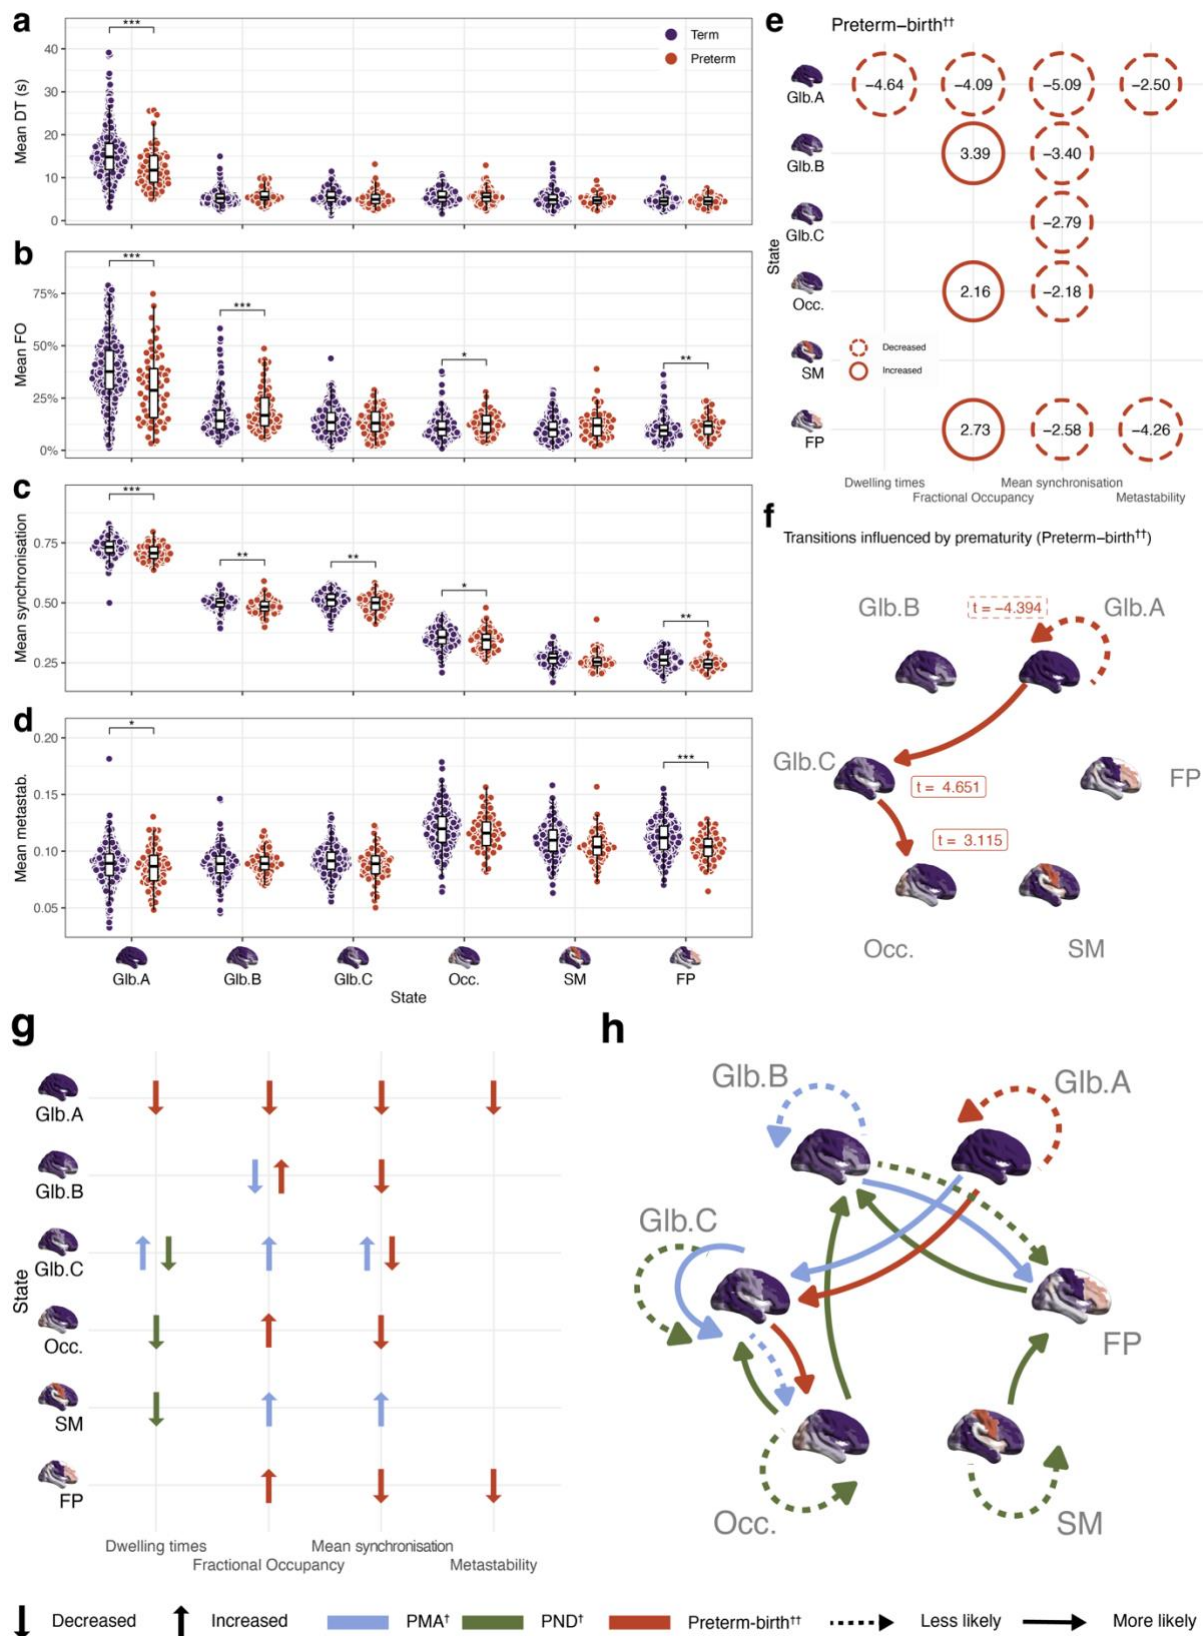 a
***
Term
Preterm
Mean DT (s)
40
30
20
10
0
b
***
***
*
**
Mean FO
75%
50%
25%
0%
c
***
**
**
*
**
Mean synchronisation
0.75
0.50
0.25
d
*
***
Mean metastab.
0.20
0.15
0.10
0.05
Glb.A Glb.B Glb.C Occ. SM FP
State
e
Preterm−birth††
Glb.A −4.64 −4.09 −5.09 −2.50
Glb.B 3.39 −3.40
Glb.C −2.79
State
Occ. 2.16 −2.18
SM
Decreased
Increased
FP 2.73 −2.58 −4.26
Dwelling times Mean synchronisation
Fractional Occupancy Metastability
f
Transitions influenced by prematurity (Preterm−birth††)
Glb.B t = −4.394 Glb.A
Glb.C FP
t = 4.651
t = 3.115
Occ. SM
g
Glb.A
Glb.B
Glb.C
State
Occ.
SM
FP
Dwelling times Mean synchronisation
Fractional Occupancy Metastability
h
Glb.B Glb.A
Glb.C
FP
Occ. SM
Decreased Increased PMA† PND† Preterm-birth†† Less likely More likely